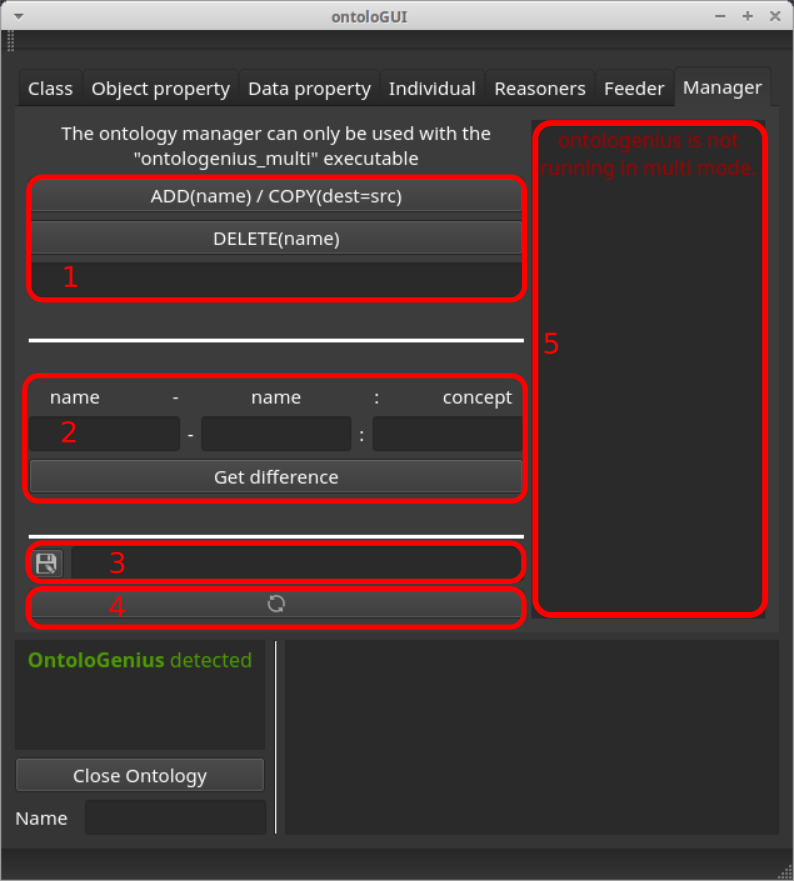 ontoloGUI
Class Object property Data property Individual Reasoners Feeder Manager
The ontology manager can only be used with the
"ontologenius_multi" executable
ADD(name) / COPY(dest=src)
DELETE(name)
1
name - name : concept
2 - :
Get difference
3
4
ontologenius is not
running in multi mode.
5
OntoloGenius detected
Close Ontology
Name